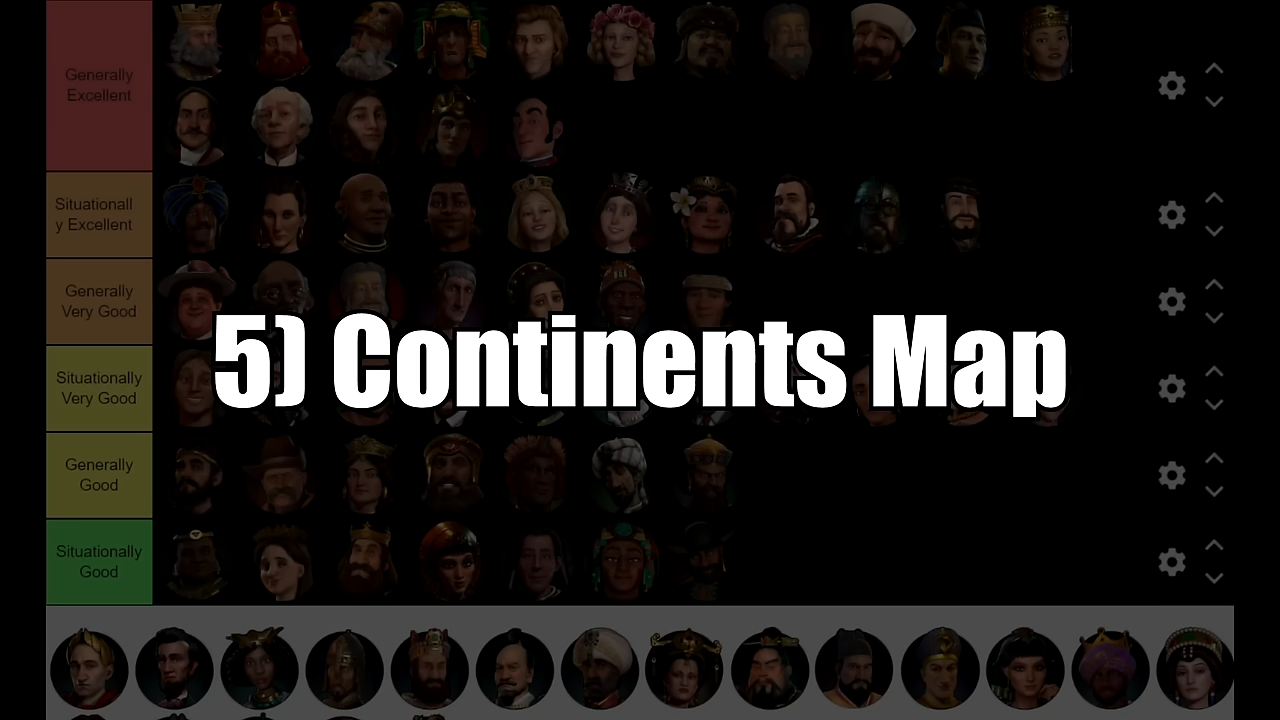 Generally
Excellent
Situationall
y Excellent
Generally
Very Good
5) Continents Map
Situationally
Very Good
Generally
Good
Situationally
Good